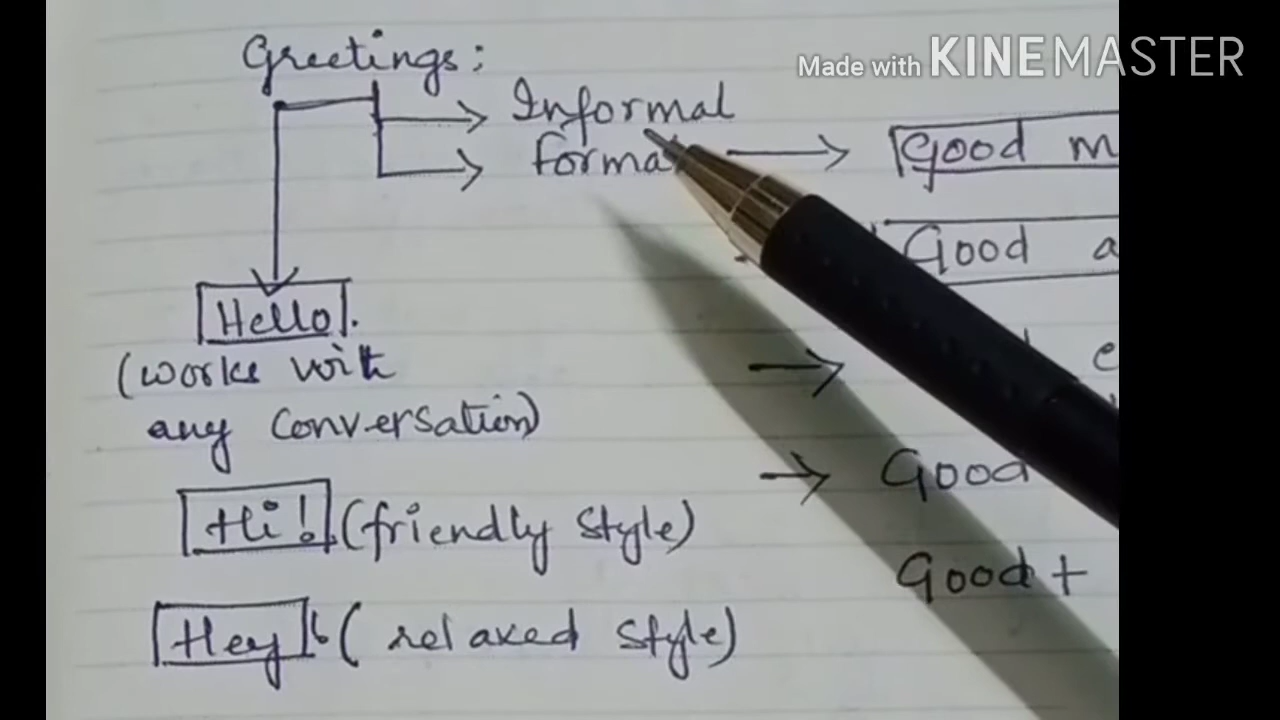 Greetings:
Made with KINEMASTER
Informal
Formal
Good m
Good a
Hello.
(works with
any conversation)
e
Good
Hi! (friendly style)
Good +
Hey! (relaxed style)